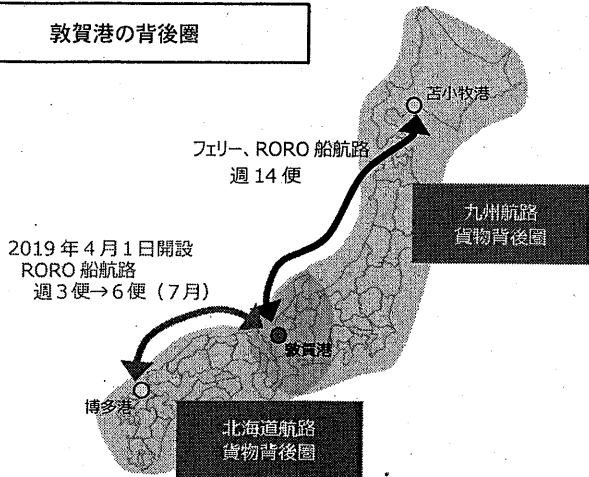 敦賀港の背後圏
苫小牧港
フェリー、RORO 船航路
週 14 便
九州航路
貨物背後圏
2019 年 4 月 1 日開設
RORO 船航路
週 3 便→6 便（7 月）
敦賀港
博多港
北海道航路
貨物背後圏